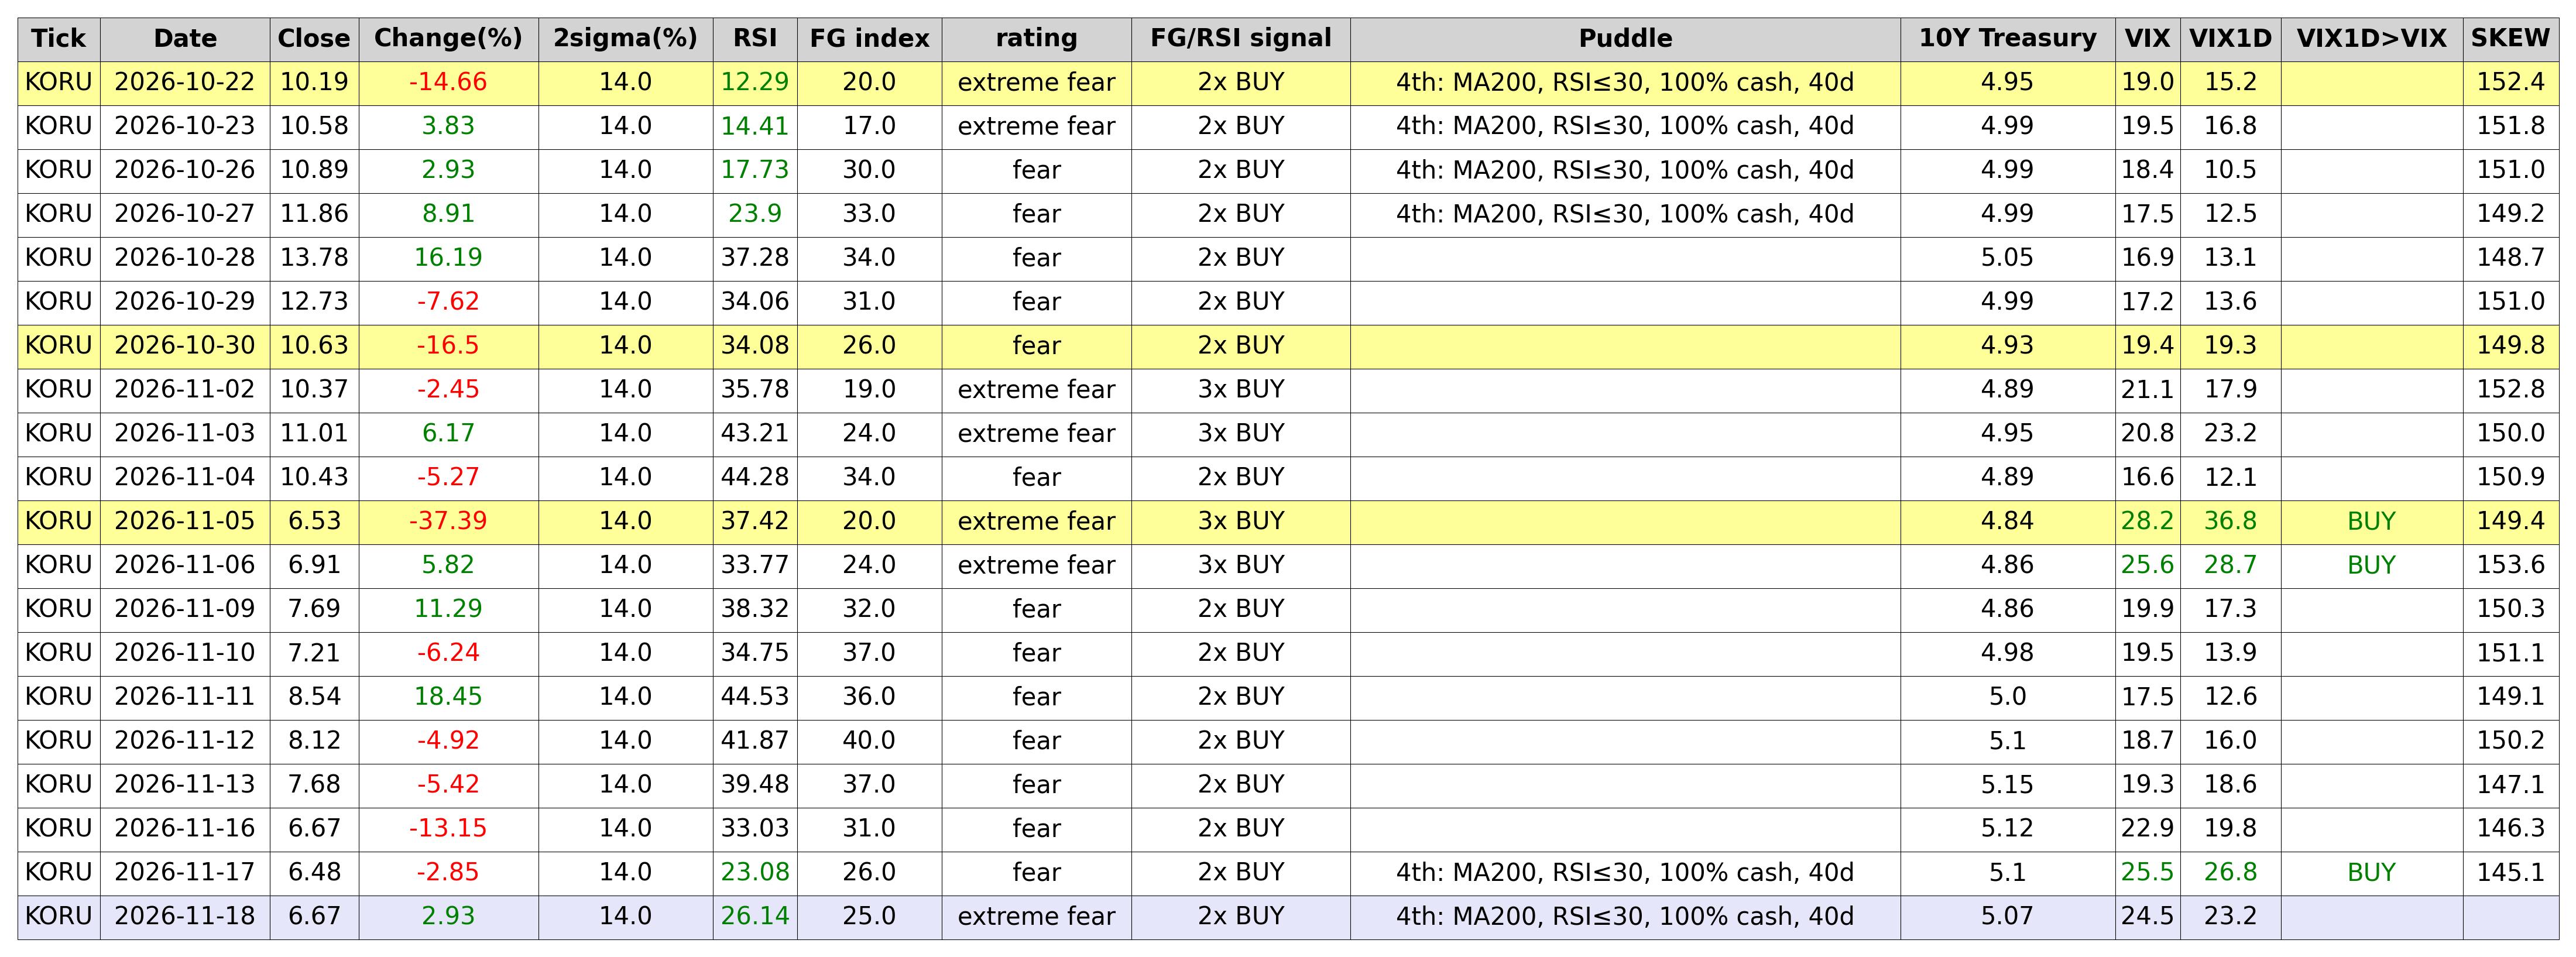 Tick Date Close Change(%) 2sigma(%) RSI FG index rating FG/RSI signal Puddle 10Y Treasury VIX VIX1D VIX1D>VIX SKEW
KORU 2026-10-22 10.19 -14.66 14.0 12.29 20.0 extreme fear 2x BUY 4th: MA200, RSI≤30, 100% cash, 40d 4.95 19.0 15.2 152.4
KORU 2026-10-23 10.58 3.83 14.0 14.41 17.0 extreme fear 2x BUY 4th: MA200, RSI≤30, 100% cash, 40d 4.99 19.5 16.8 151.8
KORU 2026-10-26 10.89 2.93 14.0 17.73 30.0 fear 2x BUY 4th: MA200, RSI≤30, 100% cash, 40d 4.99 18.4 10.5 151.0
KORU 2026-10-27 11.86 8.91 14.0 23.9 33.0 fear 2x BUY 4th: MA200, RSI≤30, 100% cash, 40d 4.99 17.5 12.5 149.2
KORU 2026-10-28 13.78 16.19 14.0 37.28 34.0 fear 2x BUY 5.05 16.9 13.1 148.7
KORU 2026-10-29 12.73 -7.62 14.0 34.06 31.0 fear 2x BUY 4.99 17.2 13.6 151.0
KORU 2026-10-30 10.63 -16.5 14.0 34.08 26.0 fear 2x BUY 4.93 19.4 19.3 149.8
KORU 2026-11-02 10.37 -2.45 14.0 35.78 19.0 extreme fear 3x BUY 4.89 21.1 17.9 152.8
KORU 2026-11-03 11.01 6.17 14.0 43.21 24.0 extreme fear 3x BUY 4.95 20.8 23.2 150.0
KORU 2026-11-04 10.43 -5.27 14.0 44.28 34.0 fear 2x BUY 4.89 16.6 12.1 150.9
KORU 2026-11-05 6.53 -37.39 14.0 37.42 20.0 extreme fear 3x BUY 4.84 28.2 36.8 BUY 149.4
KORU 2026-11-06 6.91 5.82 14.0 33.77 24.0 extreme fear 3x BUY 4.86 25.6 28.7 BUY 153.6
KORU 2026-11-09 7.69 11.29 14.0 38.32 32.0 fear 2x BUY 4.86 19.9 17.3 150.3
KORU 2026-11-10 7.21 -6.24 14.0 34.75 37.0 fear 2x BUY 4.98 19.5 13.9 151.1
KORU 2026-11-11 8.54 18.45 14.0 44.53 36.0 fear 2x BUY 5.0 17.5 12.6 149.1
KORU 2026-11-12 8.12 -4.92 14.0 41.87 40.0 fear 2x BUY 5.1 18.7 16.0 150.2
KORU 2026-11-13 7.68 -5.42 14.0 39.48 37.0 fear 2x BUY 5.15 19.3 18.6 147.1
KORU 2026-11-16 6.67 -13.15 14.0 33.03 31.0 fear 2x BUY 5.12 22.9 19.8 146.3
KORU 2026-11-17 6.48 -2.85 14.0 23.08 26.0 fear 2x BUY 4th: MA200, RSI≤30, 100% cash, 40d 5.1 25.5 26.8 BUY 145.1
KORU 2026-11-18 6.67 2.93 14.0 26.14 25.0 extreme fear 2x BUY 4th: MA200, RSI≤30, 100% cash, 40d 5.07 24.5 23.2